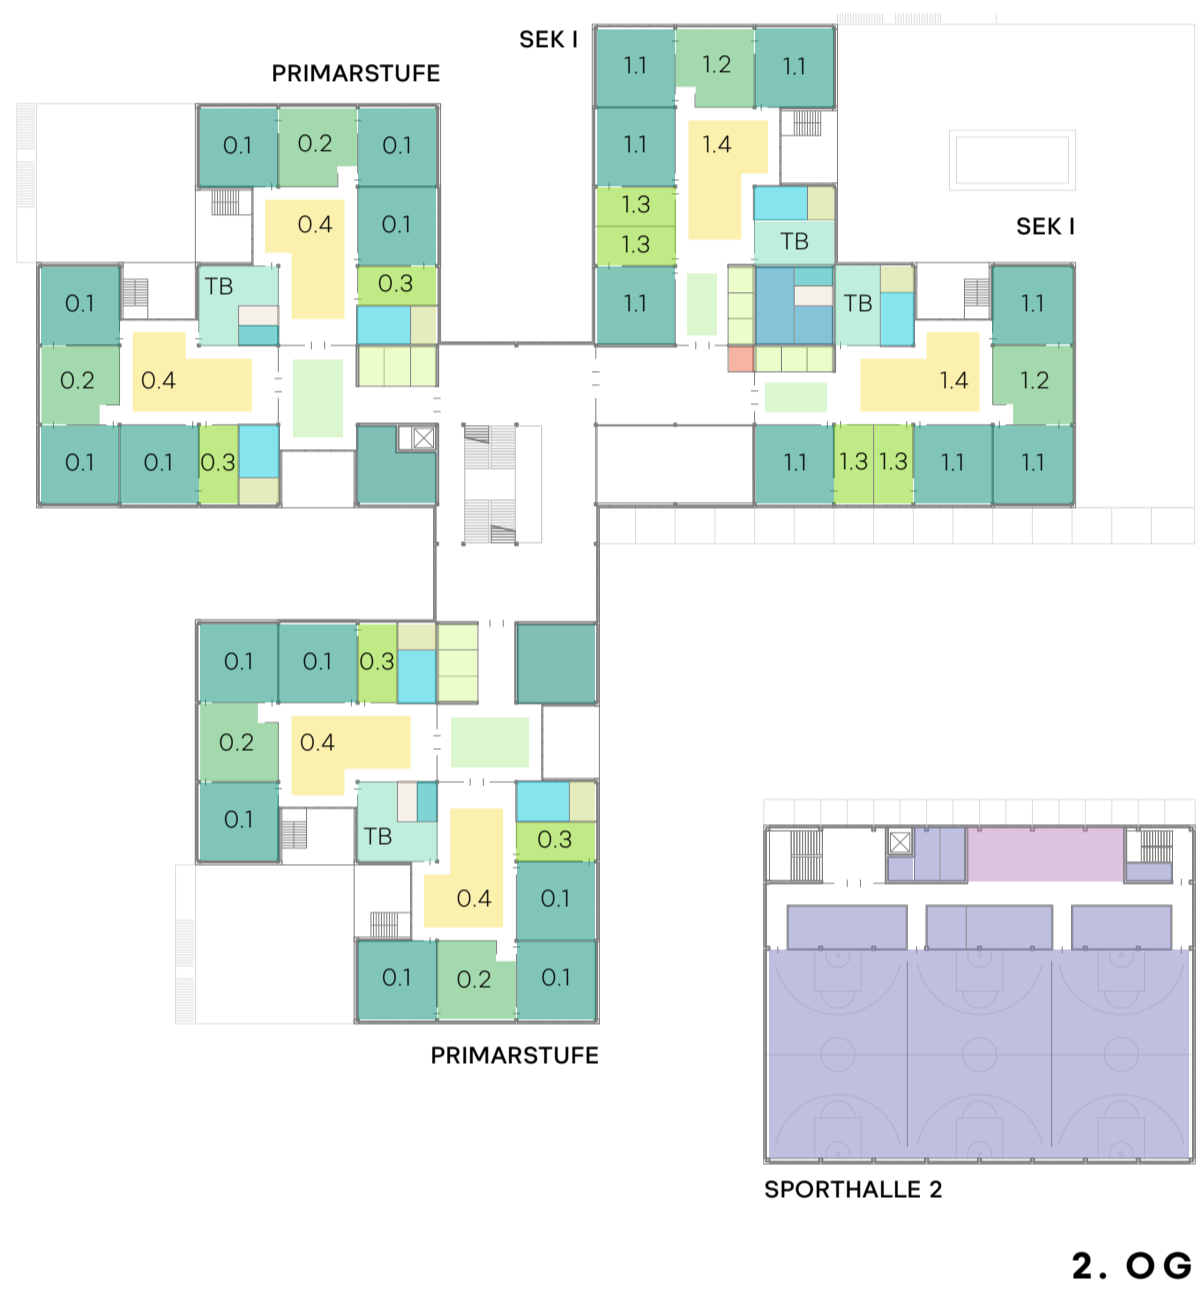 SEK I
PRIMARSTUFE
1.1 1.2 1.1
0.1 0.2 0.1
1.1 1.4
1.3
0.4 0.1
SEK I
1.3 TB
TB 0.3
0.1 1.1 TB 1.1
0.2 0.4 1.4 1.2
0.1 0.1 0.3 1.1 1.3 1.3 1.1 1.1
0.1 0.1 0.3
0.2 0.4
0.1
TB 0.3
0.4 0.1
0.1 0.2 0.1
PRIMARSTUFE
SPORTHALLE 2
2. OG